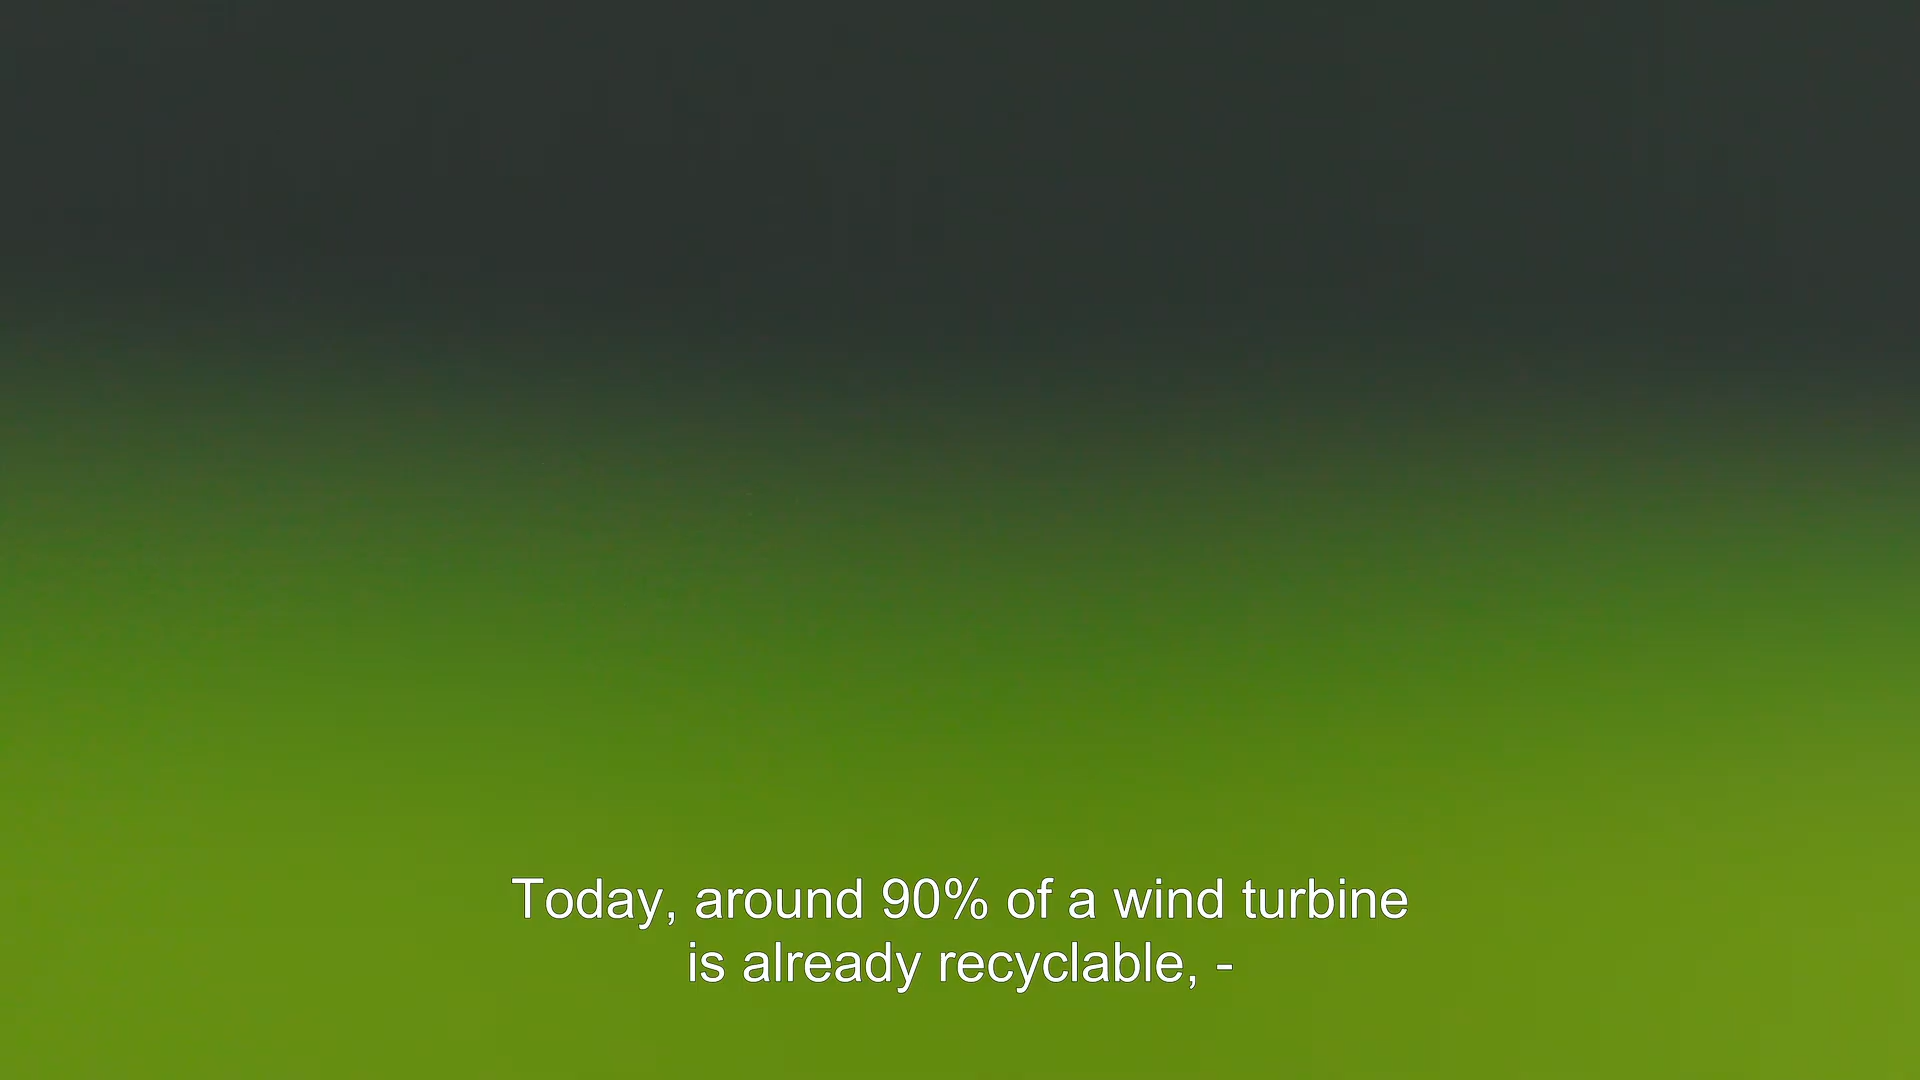 Today, around 90% of a wind turbine
is already recyclable, -